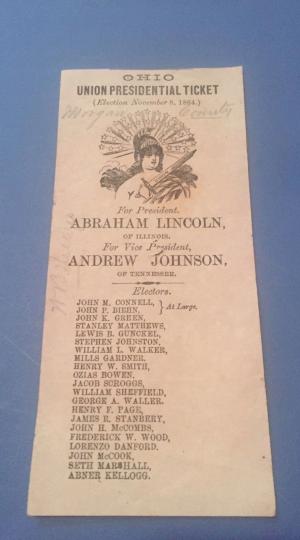 OHIO
UNION PRESIDENTIAL TICKET
(Election November 8, 1864.)
Morgan County
For President.
ABRAHAM LINCOLN,
OF ILLINOIS.
For Vice President,
ANDREW JOHNSON,
OF TENNESSEE.
Electors.
JOHN M. CONNELL,
JOHN P. BIEHN, } At Large.
JOHN K. GREEN,
STANLEY MATTHEWS,
LEWIS B. GUNCKEL,
STEPHEN JOHNSTON,
WILLIAM L. WALKER,
MILLS GARDNER.
HENRY W. SMITH,
OZIAS BOWEN.
JACOB SCROGGS,
WILLIAM SHEFFIELD,
GEORGE A. WALLER.
HENRY F. PAGE,
JAMES R. STANBERY,
JOHN H. McCOMBS,
FREDERICK W. WOOD,
LORENZO DANFORD.
JOHN McCOOK,
SETH MARSHALL,
ABNER KELLOGG.